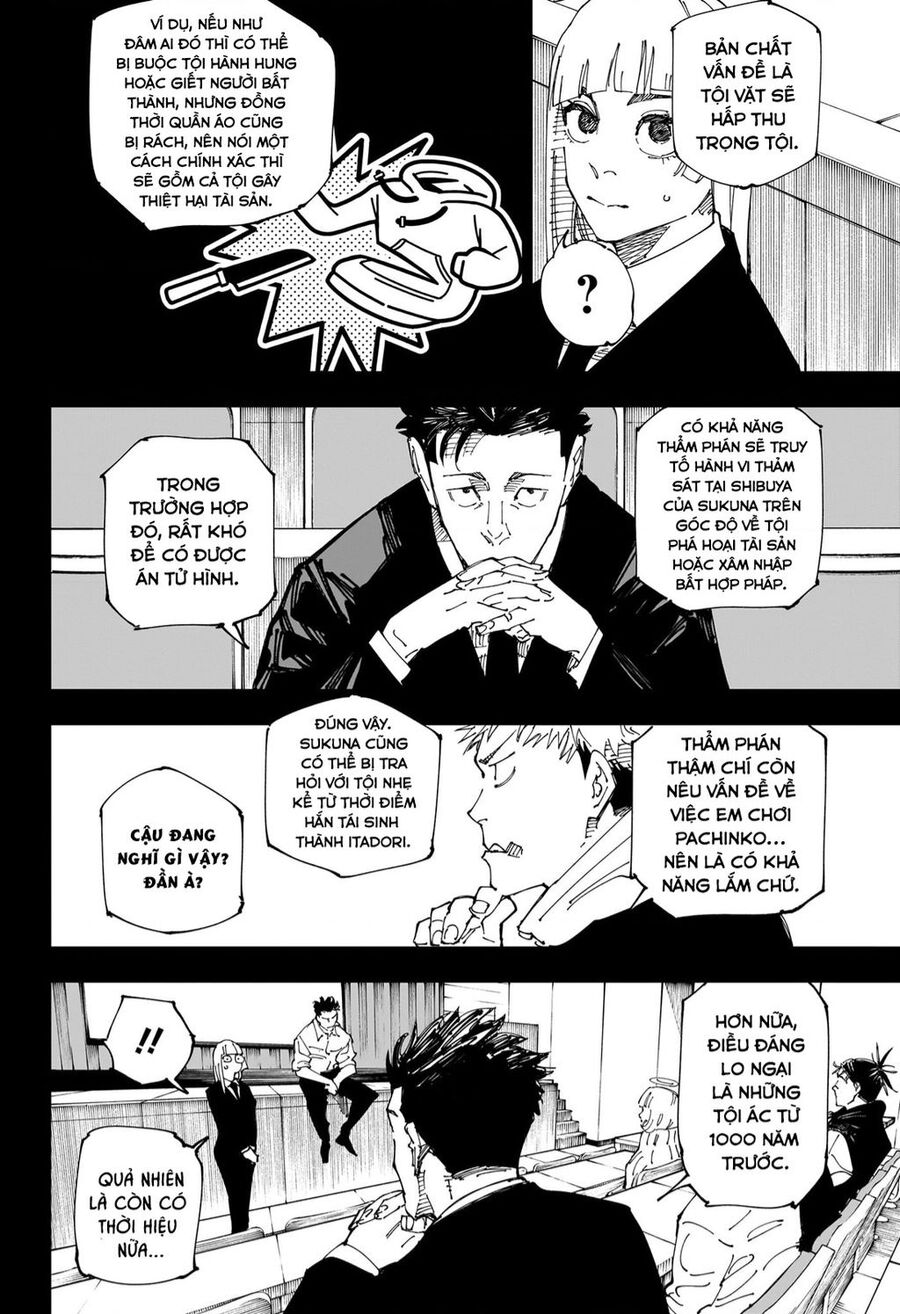 BẢN CHẤT
VẤN ĐỀ LÀ
TỘI VẶT SẼ
HẤP THU
TRỌNG TỘI.
?
VÍ DỤ, NẾU NHƯ
ĐÂM AI ĐÓ THÌ CÓ THỂ
BỊ BUỘC TỘI HÀNH HUNG
HOẶC GIẾT NGƯỜI BẤT
THÀNH, NHƯNG ĐỒNG
THỜI QUẦN ÁO CŨNG
BỊ RÁCH, NÊN NÓI MỘT
CÁCH CHÍNH XÁC THÌ
SẼ GỒM CẢ TỘI GÂY
THIỆT HẠI TÀI SẢN.
CÓ KHẢ NĂNG
THẨM PHÁN SẼ TRUY
TỐ HÀNH VI THẢM
SÁT TẠI SHIBUYA
CỦA SUKUNA TRÊN
GÓC ĐỘ VỀ TỘI
PHÁ HOẠI TÀI SẢN
HOẶC XÂM NHẬP
BẤT HỢP PHÁP.
TRONG
TRƯỜNG HỢP
ĐÓ, RẤT KHÓ
ĐỂ CÓ ĐƯỢC
ÁN TỬ HÌNH.
THẨM PHÁN
THẬM CHÍ CÒN
NÊU VẤN ĐỀ VỀ
VIỆC EM CHƠI
PACHINKO...
NÊN LÀ CÓ KHẢ
NĂNG LẮM CHỨ.
ĐÚNG VẬY.
SUKUNA CŨNG
CÓ THỂ BỊ TRA
HỎI VỚI TỘI NHẸ
KỂ TỪ THỜI ĐIỂM
HẮN TÁI SINH
THÀNH ITADORI.
CẬU ĐANG
NGHĨ GÌ VẬY?
ĐẦN À?
HƠN NỮA,
ĐIỀU ĐÁNG
LO NGẠI
LÀ NHỮNG
TỘI ÁC TỪ
1000 NĂM
TRƯỚC.
!!
QUẢ NHIÊN
LÀ CÒN CÓ
THỜI HIỆU
NỮA...